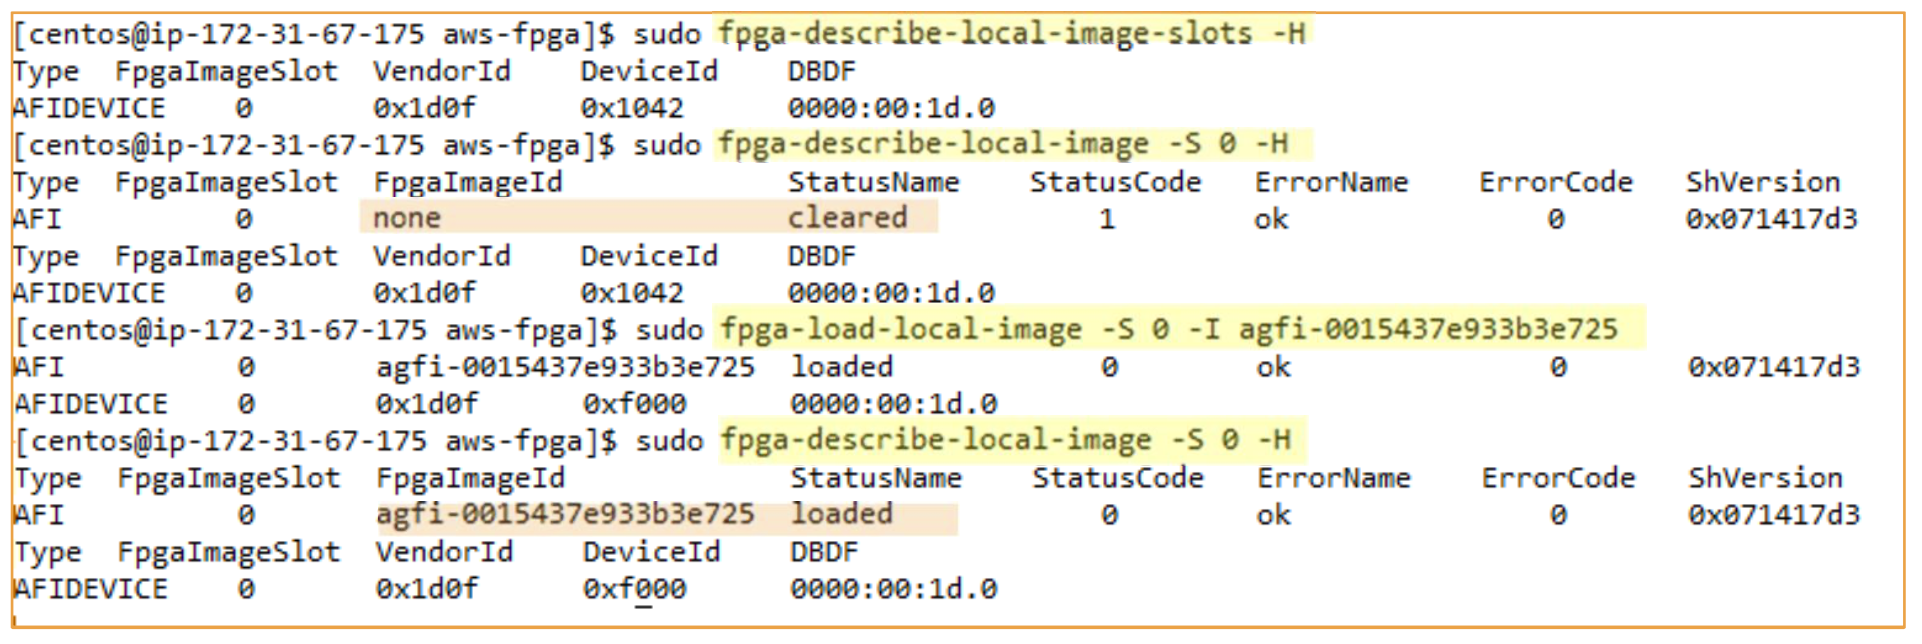 [centos@ip-172-31-67-175 aws-fpga]$ sudo fpga-describe-local-image-slots -H
Type  FpgaImageSlot  VendorId    DeviceId    DBDF
AFIDEVICE    0       0x1d0f      0x1042      0000:00:1d.0
[centos@ip-172-31-67-175 aws-fpga]$ sudo fpga-describe-local-image -S 0 -H
Type  FpgaImageSlot  FpgaImageId             StatusName    StatusCode   ErrorName    ErrorCode   ShVersion
AFI          0       none                    cleared           1        ok               0       0x071417d3
Type  FpgaImageSlot  VendorId    DeviceId    DBDF
AFIDEVICE    0       0x1d0f      0x1042      0000:00:1d.0
[centos@ip-172-31-67-175 aws-fpga]$ sudo fpga-load-local-image -S 0 -I agfi-0015437e933b3e725
AFI          0       agfi-0015437e933b3e725  loaded            0        ok               0       0x071417d3
AFIDEVICE    0       0x1d0f      0xf000      0000:00:1d.0
[centos@ip-172-31-67-175 aws-fpga]$ sudo fpga-describe-local-image -S 0 -H
Type  FpgaImageSlot  FpgaImageId             StatusName    StatusCode   ErrorName    ErrorCode   ShVersion
AFI          0       agfi-0015437e933b3e725  loaded            0        ok               0       0x071417d3
Type  FpgaImageSlot  VendorId    DeviceId    DBDF
AFIDEVICE    0       0x1d0f      0xf000      0000:00:1d.0